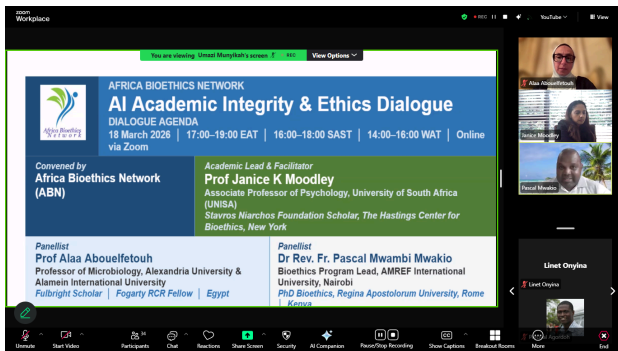 zoom
Workplace
REC
YouTube
View
You are viewing Umazi Munyikah's screen
REC
View Options
Africa Bioethics
Network
AFRICA BIOETHICS NETWORK
AI Academic Integrity & Ethics Dialogue
DIALOGUE AGENDA
18 March 2026 | 17:00–19:00 EAT | 16:00–18:00 SAST | 14:00–16:00 WAT | Online
via Zoom
Convened by
Africa Bioethics Network
(ABN)
Academic Lead & Facilitator
Prof Janice K Moodley
Associate Professor of Psychology, University of South Africa
(UNISA)
Stavros Niarchos Foundation Scholar, The Hastings Center for
Bioethics, New York
Panellist
Prof Alaa Abouelfetouh
Professor of Microbiology, Alexandria University &
Alamein International University
Fulbright Scholar | Fogarty RCR Fellow | Egypt
Panellist
Dr Rev. Fr. Pascal Mwambi Mwakio
Bioethics Program Lead, AMREF International
University, Nairobi
PhD Bioethics, Regina Apostolorum University, Rome
| Kenya
Alaa Abouelfetouh
Janice Moodley
Pascal Mwakio
Linet Onyina
Linet Onyina
Unmute
Start Video
34
Participants
Chat
Reactions
Share Screen
Security
AI Companion
Pause/Stop Recording
CC
Show Captions
Breakout Rooms
More
End